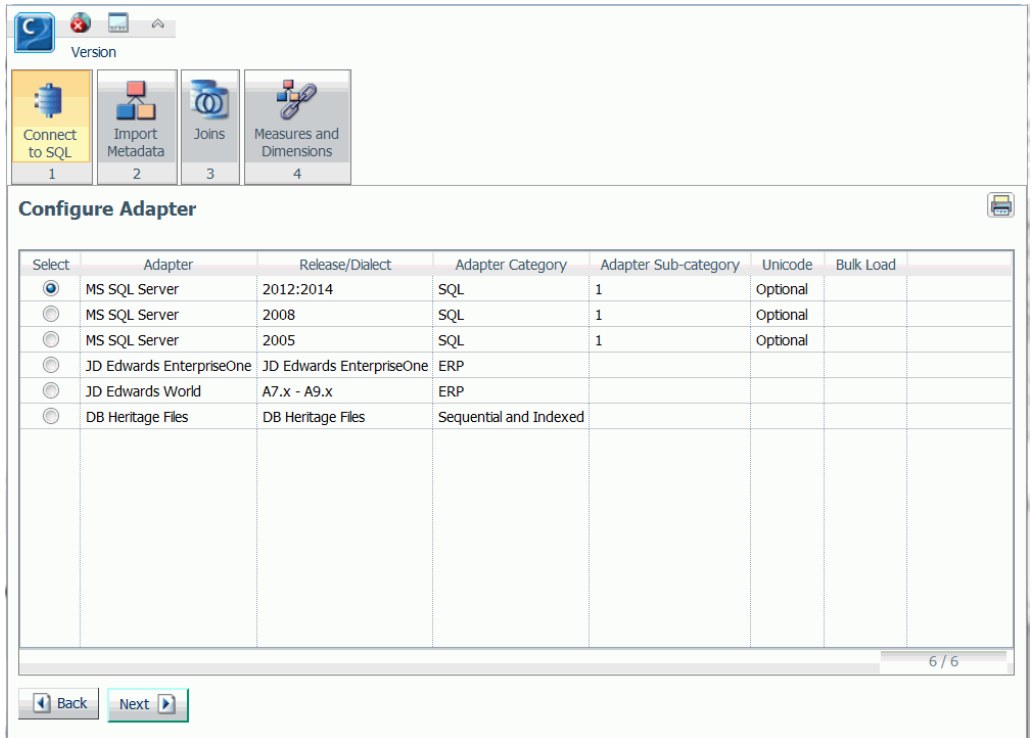 C
Version
Connect to SQL
1
Import Metadata
2
Joins
3
Measures and Dimensions
4
Configure Adapter
Select Adapter Release/Dialect Adapter Category Adapter Sub-category Unicode Bulk Load
MS SQL Server 2012:2014 SQL 1 Optional
MS SQL Server 2008 SQL 1 Optional
MS SQL Server 2005 SQL 1 Optional
JD Edwards EnterpriseOne JD Edwards EnterpriseOne ERP
JD Edwards World A7.x - A9.x ERP
DB Heritage Files DB Heritage Files Sequential and Indexed
6 / 6
Back Next